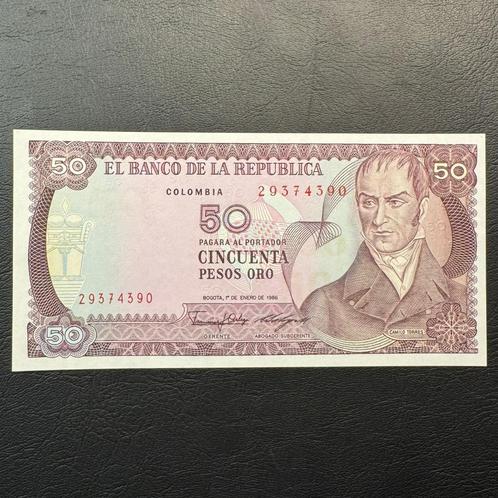 50
50
EL BANCO DE LA REPUBLICA
COLOMBIA 29374390
50
PAGARA AL PORTADOR
CINCUENTA
PESOS ORO
29374390
BOGOTA, 1º DE ENERO DE 1986
GERENTE
ABOGADO SUBGERENTE
CAMILO TORRES
50